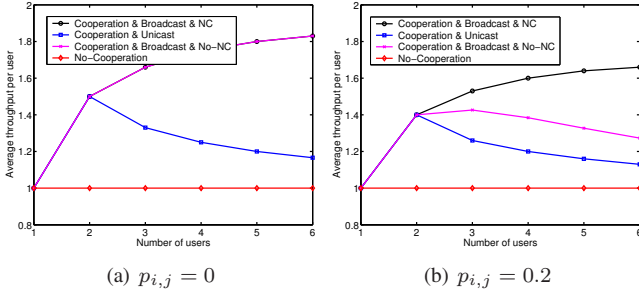 2
1.8
1.6
1.4
1.2
1
0.8
Average throughput per user
Cooperation & Broadcast & NC
Cooperation & Unicast
Cooperation & Broadcast & No-NC
No-Cooperation
1 2 3 4 5 6
Number of users
(a) p_{i,j} = 0
2
1.8
1.6
1.4
1.2
1
0.8
Average throughput per user
Cooperation & Broadcast & NC
Cooperation & Unicast
Cooperation & Broadcast & No-NC
No-Cooperation
1 2 3 4 5 6
Number of users
(b) p_{i,j} = 0.2